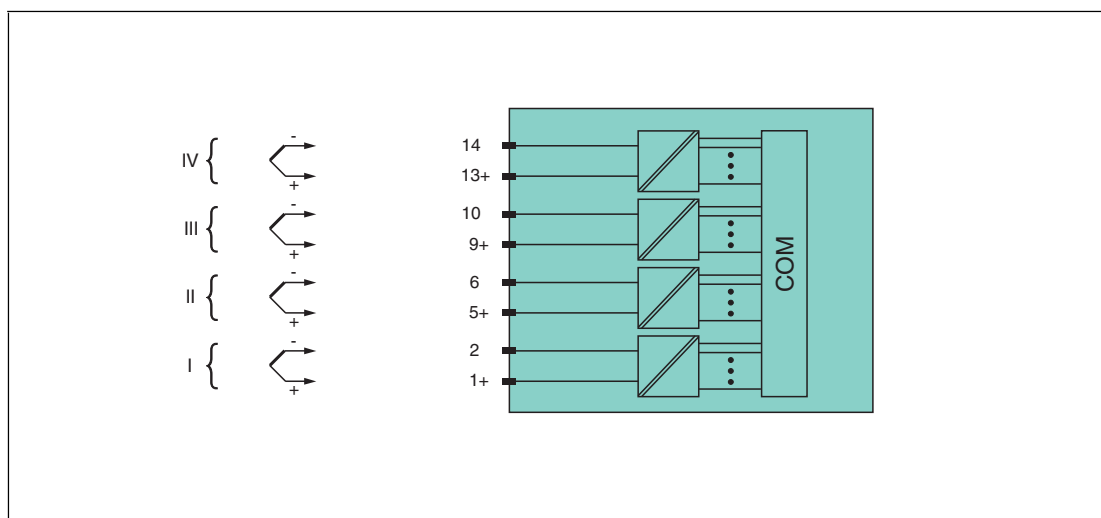 IV - + 14
13+
III - + 10
9+
II - + 6
5+
I - + 2
1+
COM